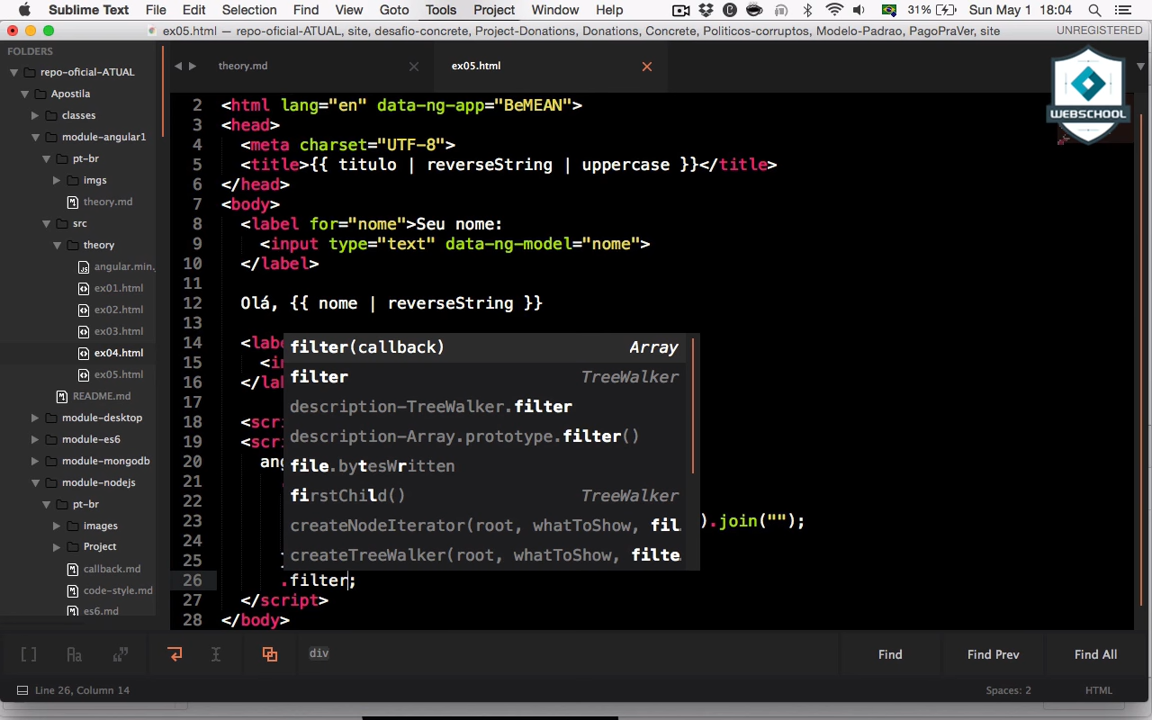 Sublime Text File Edit Selection Find View Goto Tools Project Window Help 31% Sun May 1 18:04
ex05.html — repo-oficial-ATUAL, site, desafio-concrete, Project-Donations, Donations, Concrete, Politicos-corruptos, Modelo-Padrao, PagoPraVer, site UNREGISTERED
FOLDERS
repo-oficial-ATUAL
Apostila
classes
module-angular1
pt-br
imgs
theory.md
src
theory
angular.min.
ex01.html
ex02.html
ex03.html
ex04.html
ex05.html
README.md
module-desktop
module-es6
module-mongodb
module-nodejs
pt-br
images
Project
callback.md
code-style.md
es6.md
theory.md ex05.html
WEBSCHOOL
2 <html lang="en" data-ng-app="BeMEAN">
3 <head>
4 <meta charset="UTF-8">
5 <title>{{ titulo | reverseString | uppercase }}</title>
6 </head>
7 <body>
8 <label for="nome">Seu nome:
9 <input type="text" data-ng-model="nome">
10 </label>
11
12 Olá, {{ nome | reverseString }}
13
14 <labe
15 <in
16 </lab
17
18 <scri
19 <scri
20 ang
21
22
23 ).join("");
24
25
26 .filter;
27 </script>
28 </body>
filter(callback) Array
filter TreeWalker
description-TreeWalker.filter
description-Array.prototype.filter()
file.bytesWritten
firstChild() TreeWalker
createNodeIterator(root, whatToShow, fil
createTreeWalker(root, whatToShow, filte
[ ] Aa “” div Find Find Prev Find All
Line 26, Column 14 Spaces: 2 HTML